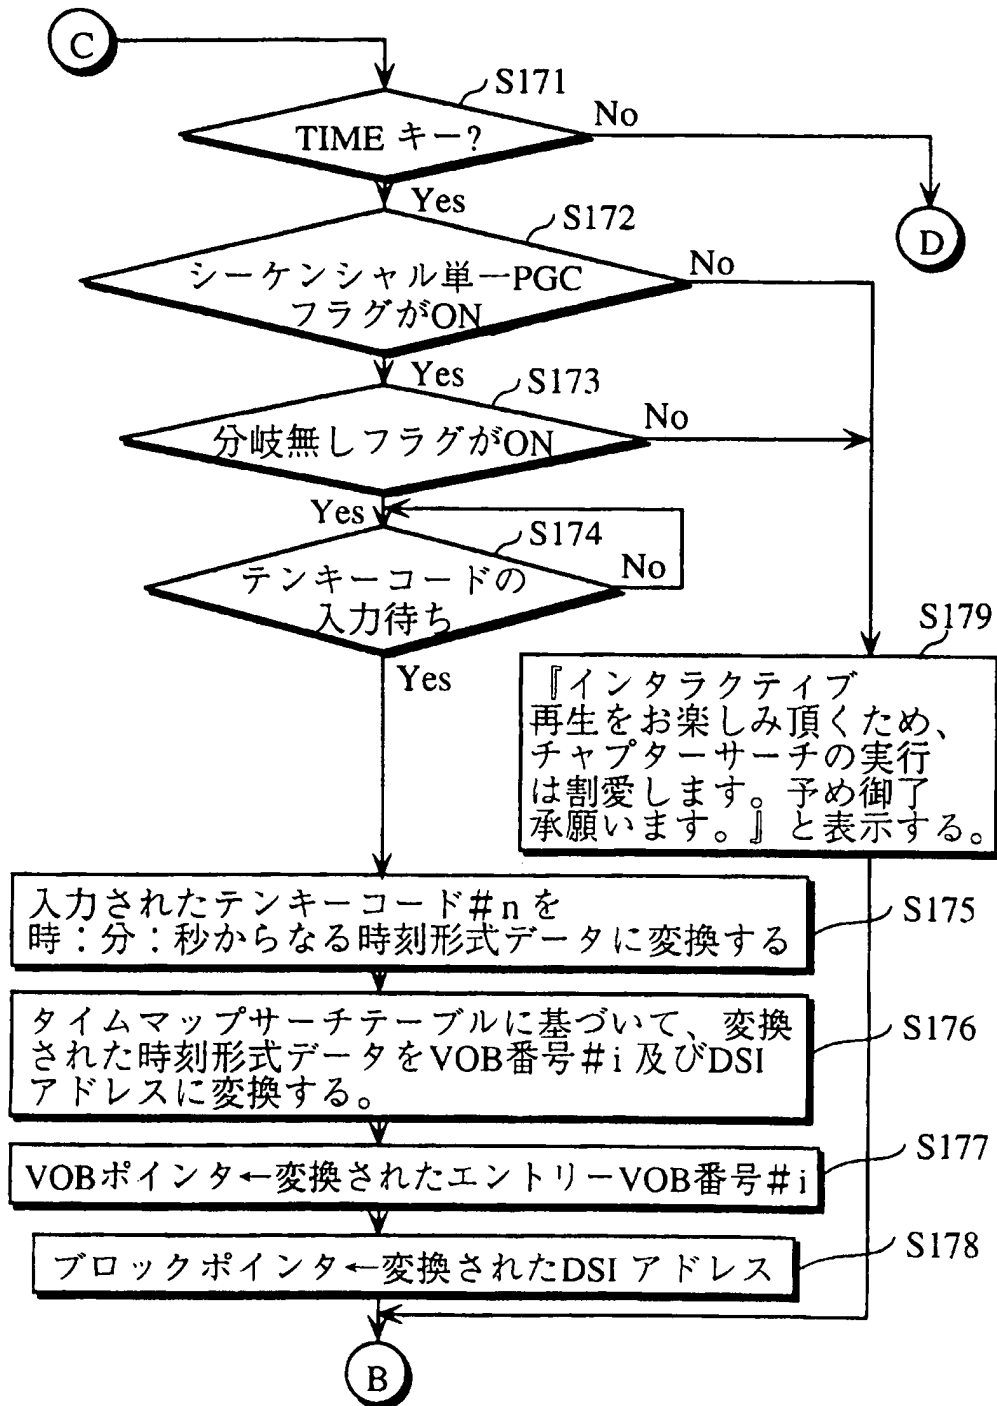 C
S171
TIME キー?
No
Yes
D
S172
シーケンシャル単一PGC
フラグがON
No
Yes
S173
分岐無しフラグがON
No
Yes
S174
テンキーコードの
入力待ち
No
Yes
S179
『インタラクティブ
再生をお楽しみ頂くため、
チャプターサーチの実行
は割愛します。予め御了
承願います。』と表示する。
入力されたテンキーコード#nを
時:分:秒からなる時刻形式データに変換する
S175
タイムマップサーチテーブルに基づいて、変換
された時刻形式データをVOB番号#i 及びDSI
アドレスに変換する。
S176
VOBポインタ←変換されたエントリーVOB番号#i
S177
ブロックポインタ←変換されたDSI アドレス
S178
B